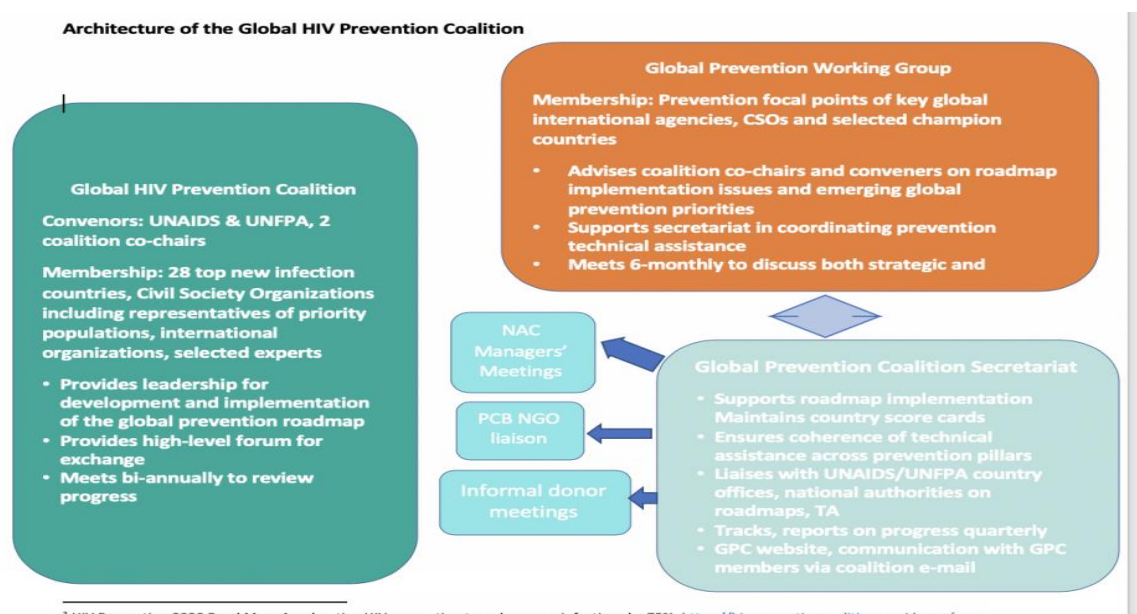 Architecture of the Global HIV Prevention Coalition
Global HIV Prevention Coalition
Convenors: UNAIDS & UNFPA, 2
coalition co-chairs
Membership: 28 top new infection
countries, Civil Society Organizations
including representatives of priority
populations, international
organizations, selected experts
• Provides leadership for
development and implementation
of the global prevention roadmap
• Provides high-level forum for
exchange
• Meets bi-annually to review
progress
Global Prevention Working Group
Membership: Prevention focal points of key global
international agencies, CSOs and selected champion
countries
• Advises coalition co-chairs and conveners on roadmap
implementation issues and emerging global
prevention priorities
• Supports secretariat in coordinating prevention
technical assistance
• Meets 6-monthly to discuss both strategic and
NAC
Managers'
Meetings
PCB NGO
liaison
Informal donor
meetings
Global Prevention Coalition Secretariat
• Supports roadmap implementation
Maintains country score cards
• Ensures coherence of technical
assistance across prevention pillars
• Liaises with UNAIDS/UNFPA country
offices, national authorities on
roadmaps, TA
• Tracks, reports on progress quarterly
• GPC website, communication with GPC
members via coalition e-mail